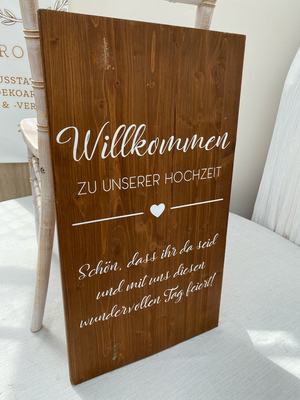 Willkommen
ZU UNSERER HOCHZEIT
Schön, dass ihr da seid
und mit uns diesen
wundervollen Tag feiert!